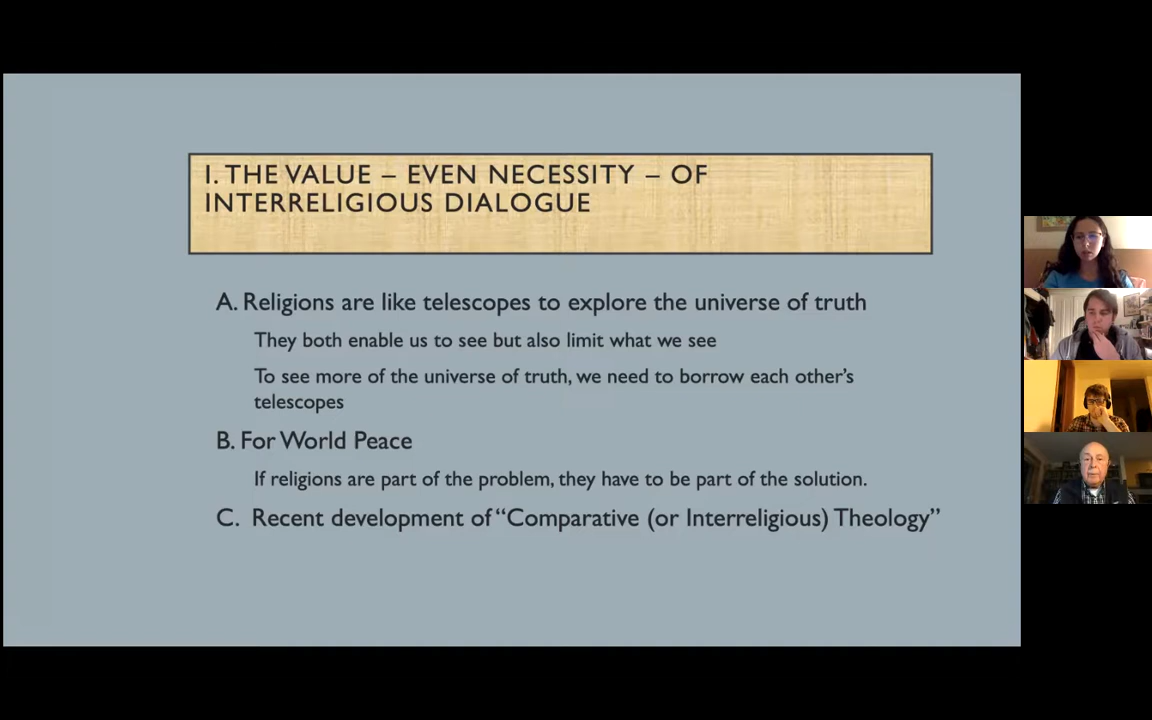 I. THE VALUE – EVEN NECESSITY – OF
INTERRELIGIOUS DIALOGUE
A. Religions are like telescopes to explore the universe of truth
They both enable us to see but also limit what we see
To see more of the universe of truth, we need to borrow each other’s
telescopes
B. For World Peace
If religions are part of the problem, they have to be part of the solution.
C. Recent development of “Comparative (or Interreligious) Theology”